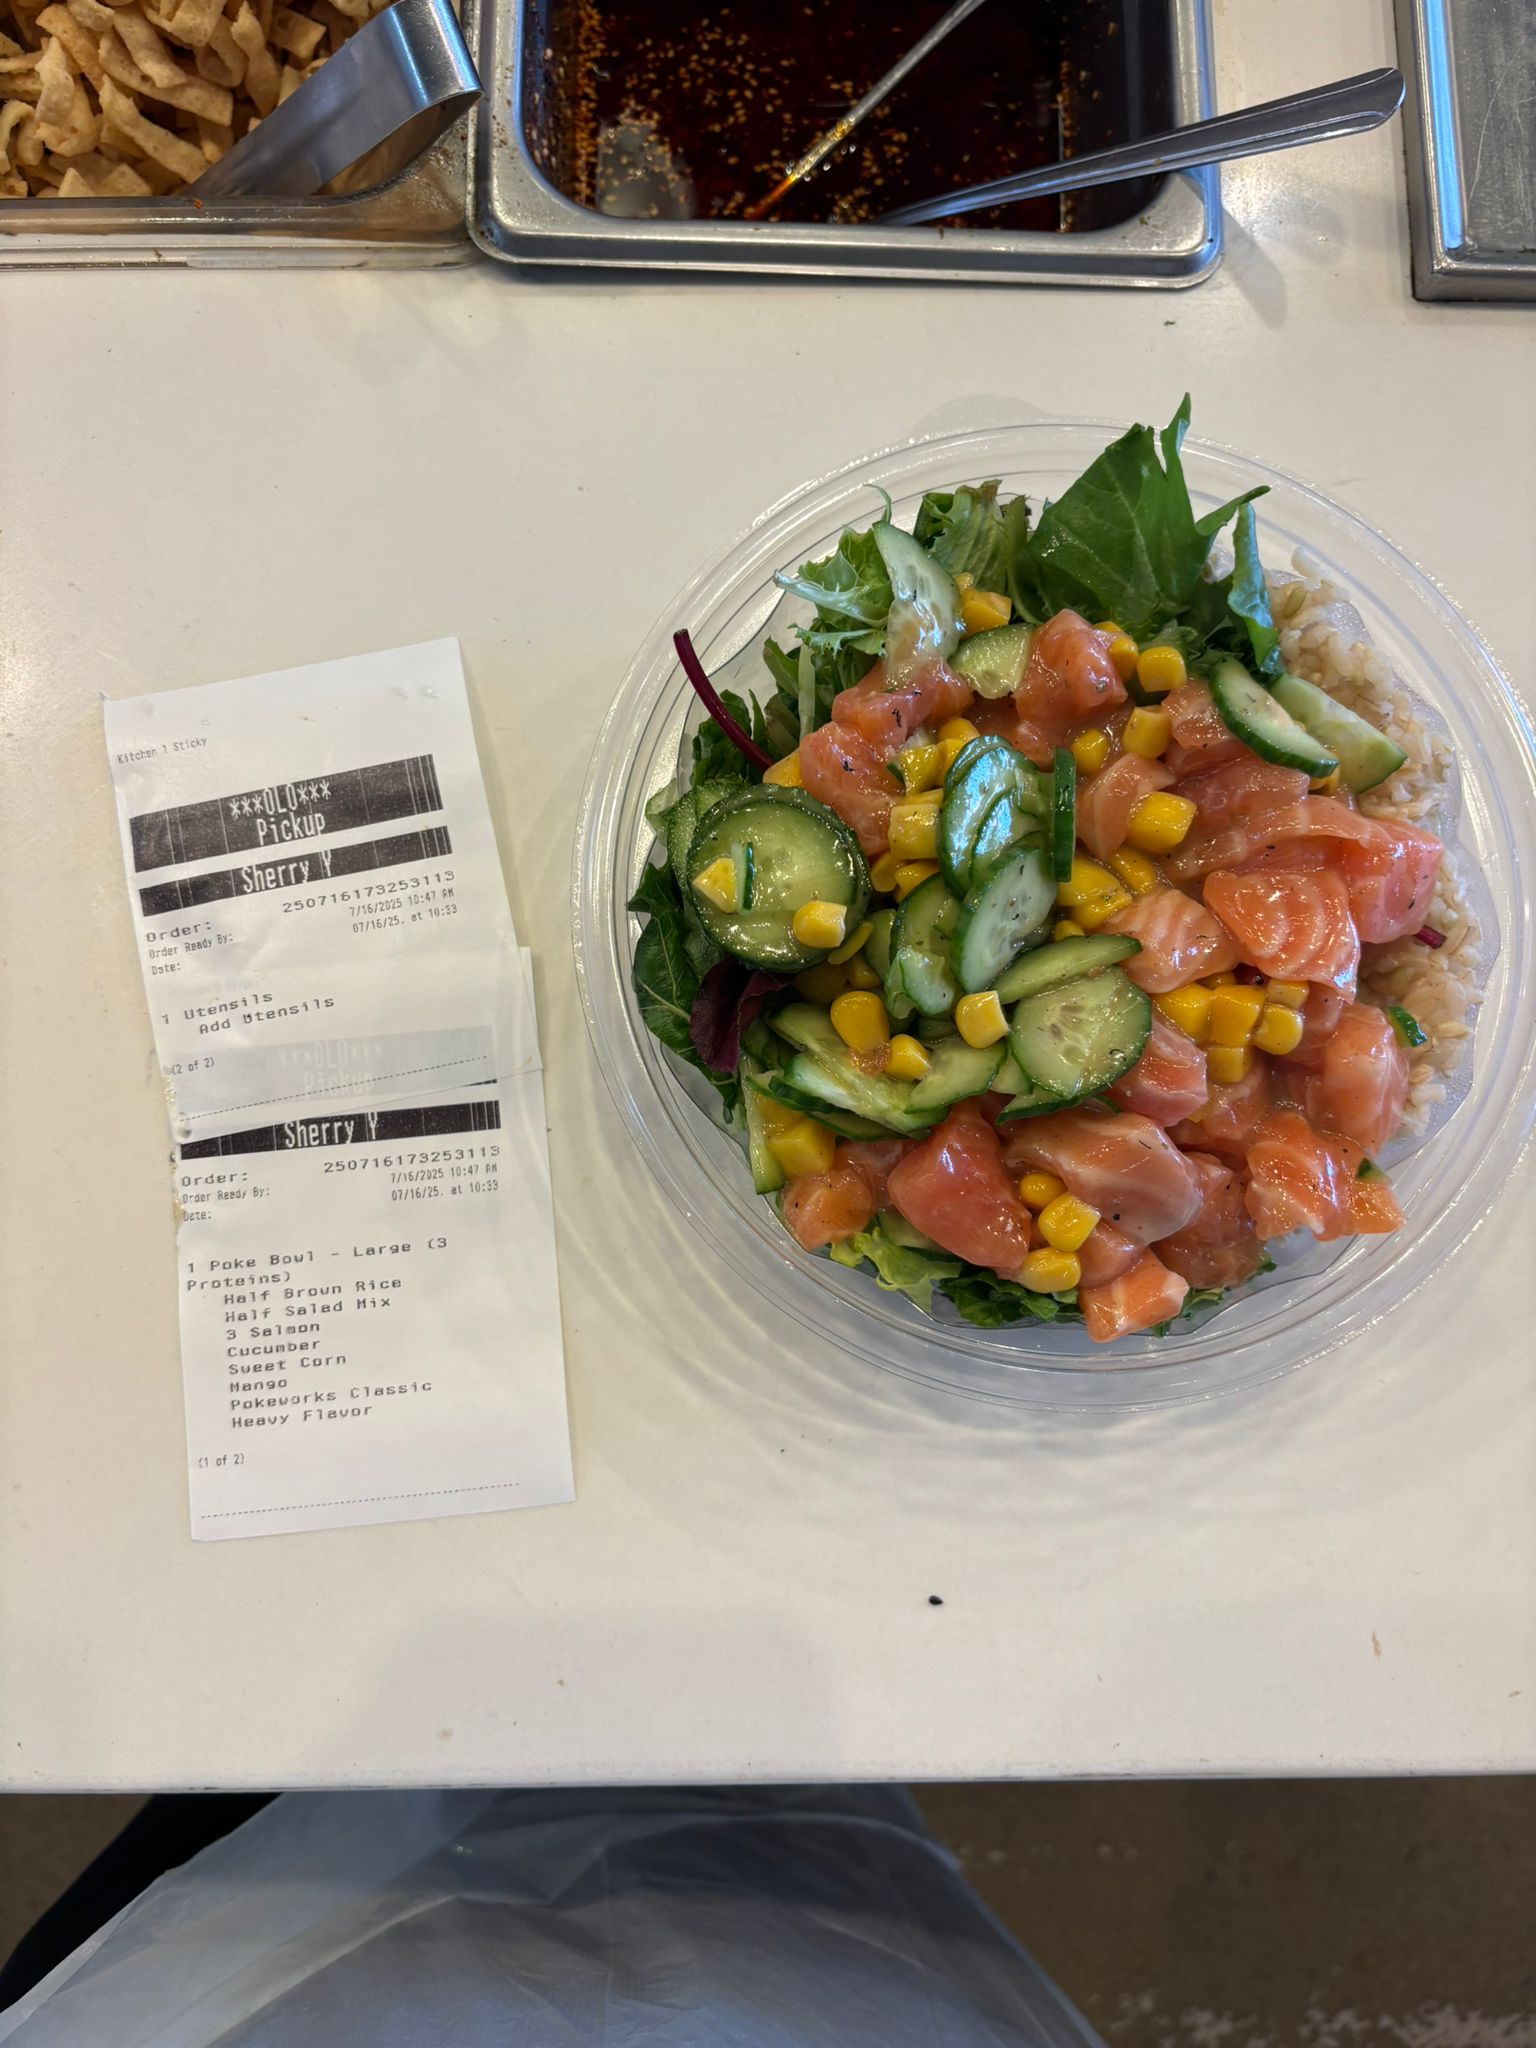 Kitchen 1 Sticky
***OLO***
Pickup
Sherry Y
Order: 250716173253113
Order Ready By: 7/16/2025 10:47 AM
Date: 07/16/25. at 10:33
1 Utensils
Add Utensils
(2 of 2)
***OLO***
Pickup
Sherry Y
Order: 250716173253113
Order Ready By: 7/16/2025 10:47 AM
Date: 07/16/25. at 10:33
1 Poke Bowl - Large (3
Proteins)
Half Brown Rice
Half Salad Mix
3 Salmon
Cucumber
Sweet Corn
Mango
Pokeworks Classic
Heavy Flavor
(1 of 2)